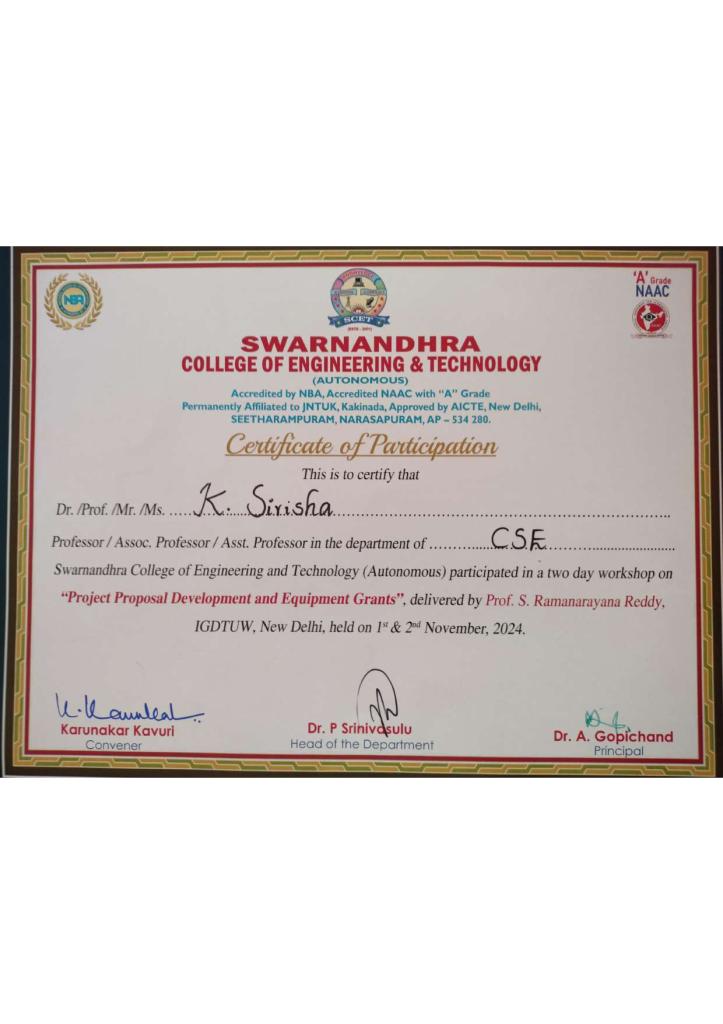 NBA
SCET
'A' Grade
NAAC
SWARNANDHRA
COLLEGE OF ENGINEERING & TECHNOLOGY
(AUTONOMOUS)
Accredited by NBA, Accredited NAAC with "A" Grade
Permanently Affiliated to JNTUK, Kakinada, Approved by AICTE, New Delhi,
SEETHARAMPURAM, NARASAPURAM, AP – 534 280.
Certificate of Participation
This is to certify that
Dr. /Prof. /Mr. /Ms. K. Sirisha
Professor / Assoc. Professor / Asst. Professor in the department of CSE
Swarnandhra College of Engineering and Technology (Autonomous) participated in a two day workshop on
"Project Proposal Development and Equipment Grants", delivered by Prof. S. Ramanarayana Reddy,
IGDTUW, New Delhi, held on 1st & 2nd November, 2024.
Karunakar Kavuri
Convener
Dr. P Srinivasulu
Head of the Department
Dr. A. Gopichand
Principal